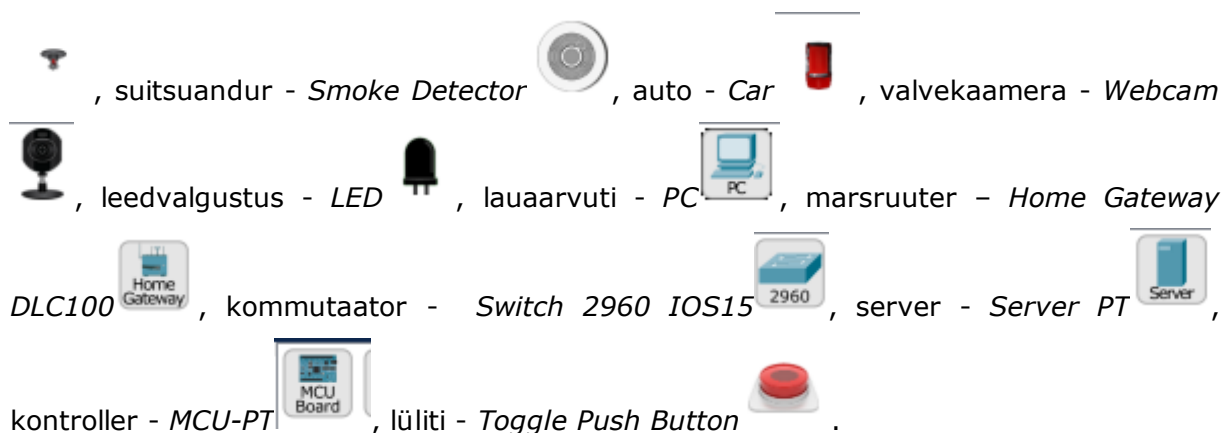 , suitsuandur - Smoke Detector , auto - Car , valvekaamera - Webcam
, leedvalgustus - LED , lauaarvuti - PC PC , marsruuter – Home Gateway
DLC100 Home Gateway , kommutaator - Switch 2960 IOS15 2960 , server - Server PT Server ,
kontroller - MCU-PT MCU Board , lüliti - Toggle Push Button .